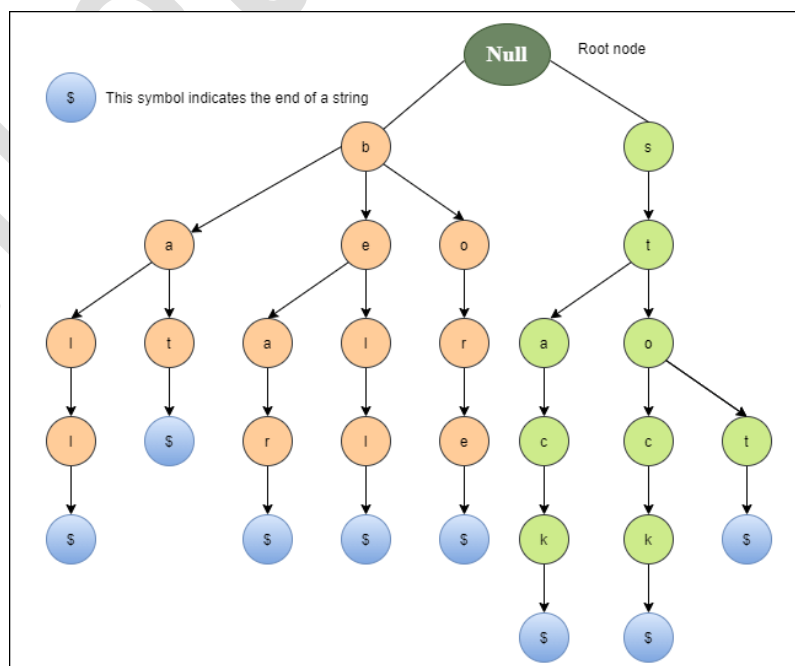 Null
Root node
$
This symbol indicates the end of a string
b
s
a
e
o
t
l
t
a
l
r
a
o
l
$
r
l
e
c
c
t
$
$
$
$
k
k
$
$
$